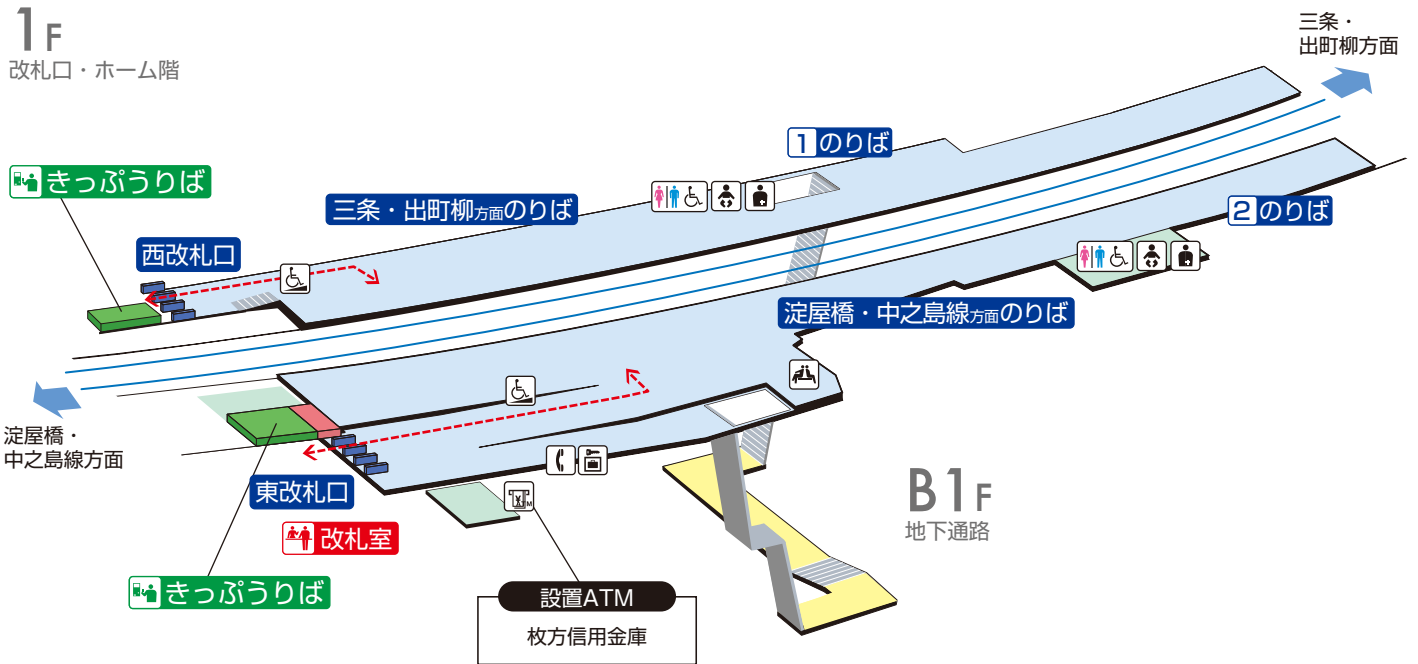 1F
改札口・ホーム階
三条・
出町柳方面
1 のりば
きっぷうりば
三条・出町柳方面のりば
2 のりば
西改札口
淀屋橋・中之島線方面のりば
淀屋橋・
中之島線方面
東改札口
B1F
地下通路
改札室
きっぷうりば
設置ATM
枚方信用金庫